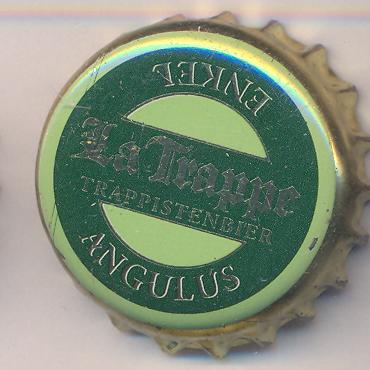 ENKEL
La Trappe
TRAPPISTENBIER
ANGULUS